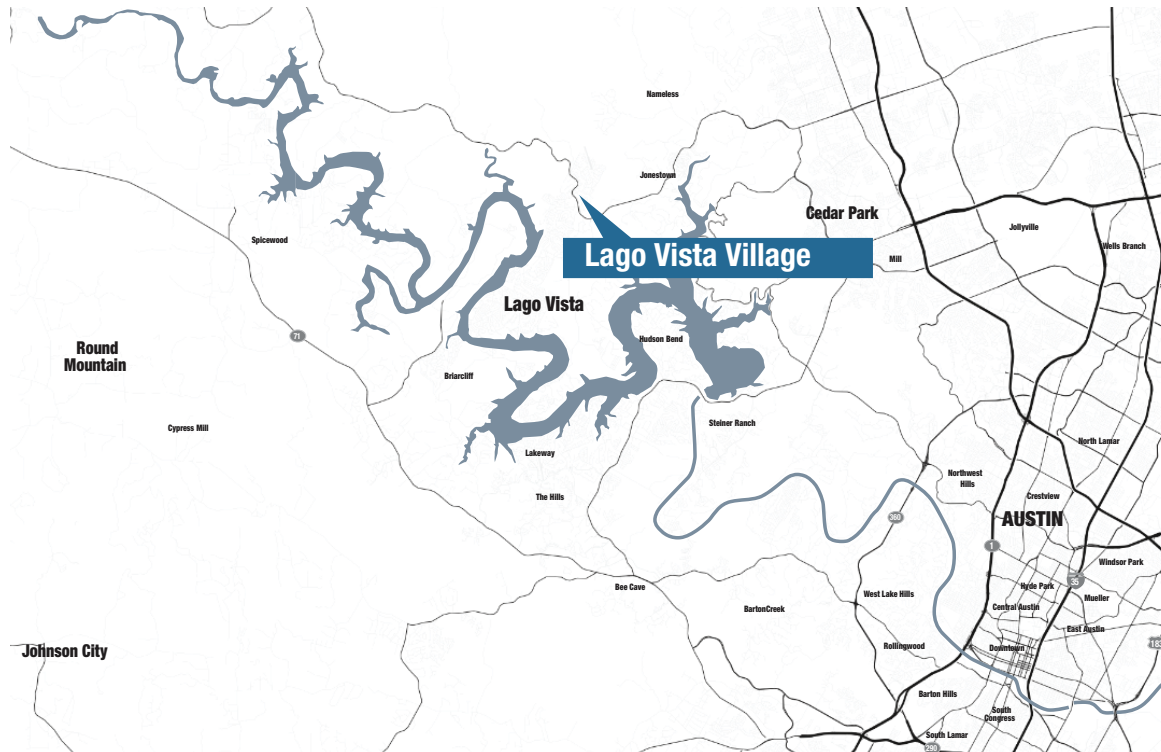 Nameless
Jonestown
Cedar Park
Jollyville
Wells Branch
Mill
Lago Vista Village
Spicewood
Lago Vista
71
Hudson Bend
Round
Mountain
Briarcliff
Cypress Mill
Steiner Ranch
Lakeway
North Lamar
The Hills
Northwest
Hills
Crestview
AUSTIN
360
1
Windsor Park
35
Bee Cave
Hyde Park
Mueller
West Lake Hills
BartonCreek
Central Austin
East Austin
Johnson City
Rollingwood
Downtown
183
Barton Hills
South
Congress
South Lamar
290